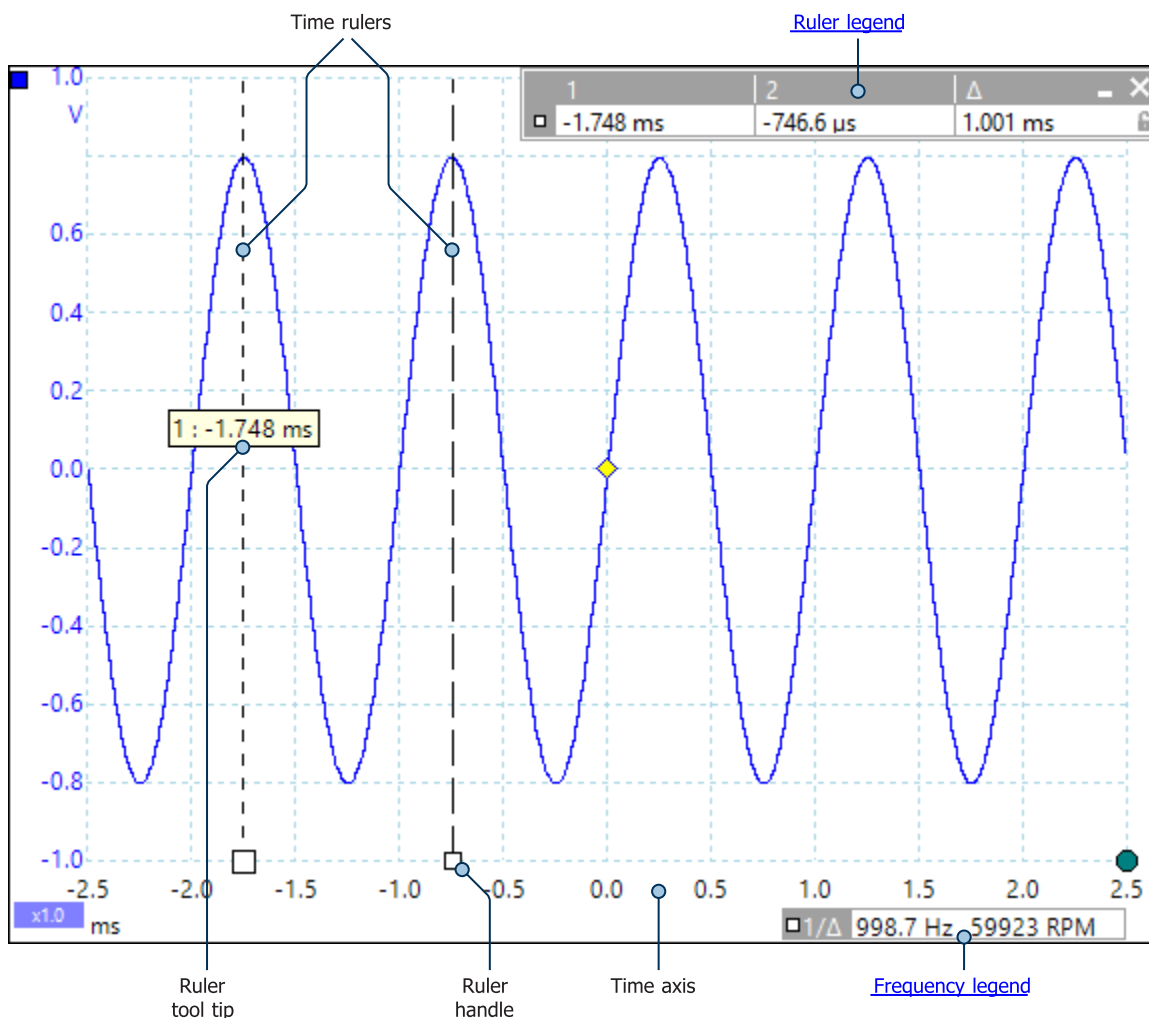 Time rulers
Ruler legend
1.0
V
1 2 Δ
-1.748 ms -746.6 µs 1.001 ms
0.6
0.4
0.2
1 : -1.748 ms
0.0
-0.2
-0.4
-0.6
-0.8
-1.0
-2.5 -2.0 -1.5 -1.0 -0.5 0.0 0.5 1.0 1.5 2.0 2.5
x1.0 ms
1/Δ 998.7 Hz 59923 RPM
Ruler
tool tip
Ruler
handle
Time axis
Frequency legend